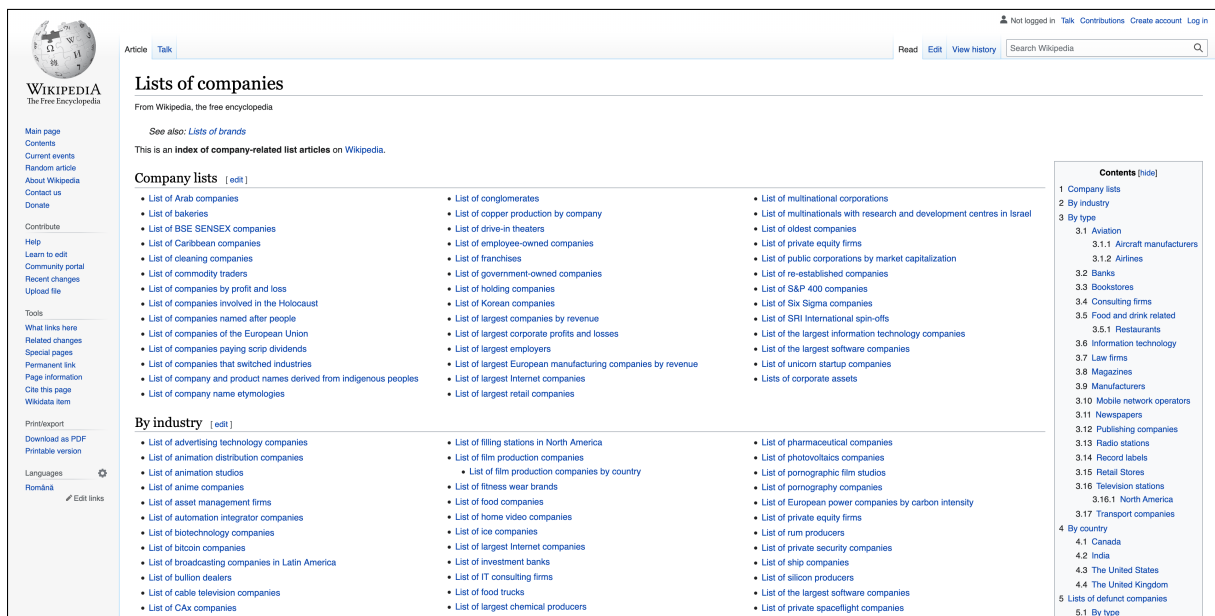 Not logged in Talk Contributions Create account Log in
Article Talk
Read Edit View history Search Wikipedia
WIKIPEDIA
The Free Encyclopedia
Main page
Contents
Current events
Random article
About Wikipedia
Contact us
Donate
Contribute
Help
Learn to edit
Community portal
Recent changes
Upload file
Tools
What links here
Related changes
Special pages
Permanent link
Page information
Cite this page
Wikidata item
Print/export
Download as PDF
Printable version
Languages
Română
Edit links
Lists of companies
From Wikipedia, the free encyclopedia
See also: Lists of brands
This is an index of company-related list articles on Wikipedia.
Company lists [ edit ]
• List of Arab companies
• List of bakeries
• List of BSE SENSEX companies
• List of Caribbean companies
• List of cleaning companies
• List of commodity traders
• List of companies by profit and loss
• List of companies involved in the Holocaust
• List of companies named after people
• List of companies of the European Union
• List of companies paying scrip dividends
• List of companies that switched industries
• List of company and product names derived from indigenous peoples
• List of company name etymologies
• List of conglomerates
• List of copper production by company
• List of drive-in theaters
• List of employee-owned companies
• List of franchises
• List of government-owned companies
• List of holding companies
• List of Korean companies
• List of largest companies by revenue
• List of largest corporate profits and losses
• List of largest employers
• List of largest European manufacturing companies by revenue
• List of largest Internet companies
• List of largest retail companies
• List of multinational corporations
• List of multinationals with research and development centres in Israel
• List of oldest companies
• List of private equity firms
• List of public corporations by market capitalization
• List of re-established companies
• List of S&P 400 companies
• List of Six Sigma companies
• List of SRI International spin-offs
• List of the largest information technology companies
• List of the largest software companies
• List of unicorn startup companies
• Lists of corporate assets
By industry [ edit ]
• List of advertising technology companies
• List of animation distribution companies
• List of animation studios
• List of anime companies
• List of asset management firms
• List of automation integrator companies
• List of biotechnology companies
• List of bitcoin companies
• List of broadcasting companies in Latin America
• List of bullion dealers
• List of cable television companies
• List of CAx companies
• List of filling stations in North America
• List of film production companies
• List of film production companies by country
• List of fitness wear brands
• List of food companies
• List of home video companies
• List of ice companies
• List of largest Internet companies
• List of investment banks
• List of IT consulting firms
• List of food trucks
• List of largest chemical producers
• List of pharmaceutical companies
• List of photovoltaics companies
• List of pornographic film studios
• List of pornography companies
• List of European power companies by carbon intensity
• List of private equity firms
• List of rum producers
• List of private security companies
• List of ship companies
• List of silicon producers
• List of the largest software companies
• List of private spaceflight companies
Contents [hide]
1 Company lists
2 By industry
3 By type
3.1 Aviation
3.1.1 Aircraft manufacturers
3.1.2 Airlines
3.2 Banks
3.3 Bookstores
3.4 Consulting firms
3.5 Food and drink related
3.5.1 Restaurants
3.6 Information technology
3.7 Law firms
3.8 Magazines
3.9 Manufacturers
3.10 Mobile network operators
3.11 Newspapers
3.12 Publishing companies
3.13 Radio stations
3.14 Record labels
3.15 Retail Stores
3.16 Television stations
3.16.1 North America
3.17 Transport companies
4 By country
4.1 Canada
4.2 India
4.3 The United States
4.4 The United Kingdom
5 Lists of defunct companies
5.1 By type